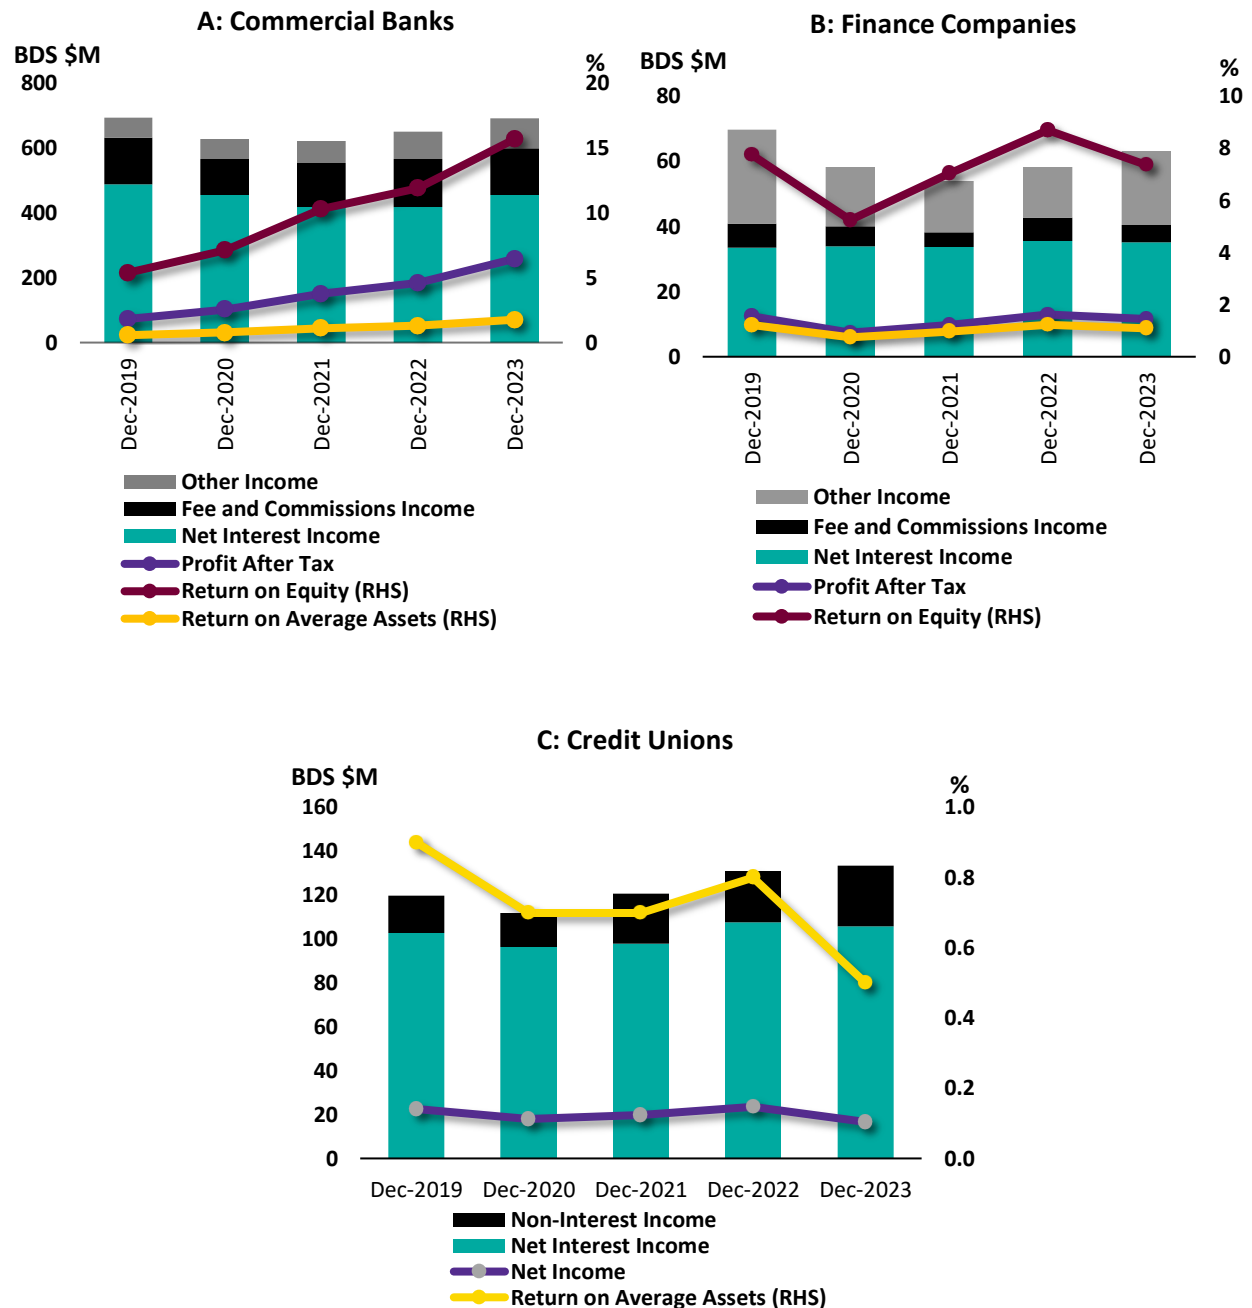 A: Commercial Banks
BDS $M
%
800
600
400
200
0
20
15
10
5
0
Dec-2019
Dec-2020
Dec-2021
Dec-2022
Dec-2023
Other Income
Fee and Commissions Income
Net Interest Income
Profit After Tax
Return on Equity (RHS)
Return on Average Assets (RHS)
B: Finance Companies
BDS $M
%
80
60
40
20
0
10
8
6
4
2
0
Dec-2019
Dec-2020
Dec-2021
Dec-2022
Dec-2023
Other Income
Fee and Commissions Income
Net Interest Income
Profit After Tax
Return on Equity (RHS)
C: Credit Unions
BDS $M
%
160
140
120
100
80
60
40
20
0
1.0
0.8
0.6
0.4
0.2
0.0
Dec-2019 Dec-2020 Dec-2021 Dec-2022 Dec-2023
Non-Interest Income
Net Interest Income
Net Income
Return on Average Assets (RHS)